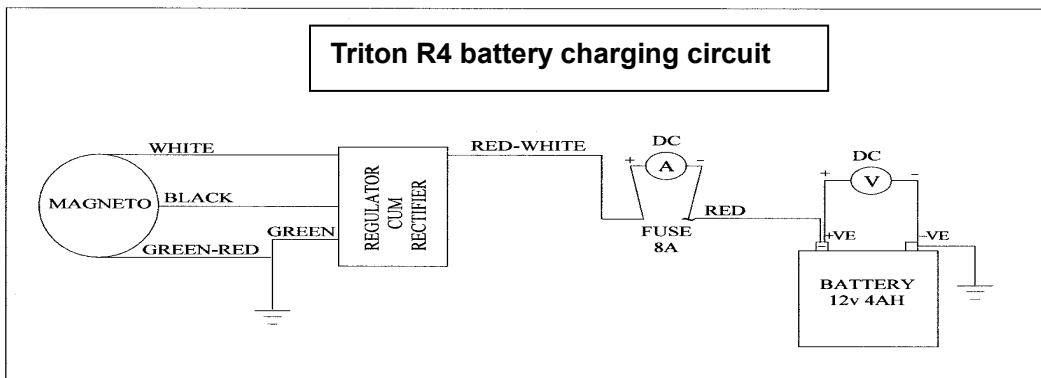 Triton R4 battery charging circuit
MAGNETO
WHITE
BLACK
GREEN-RED
GREEN
REGULATOR
CUM
RECTIFIER
RED-WHITE
DC
+ -
A
FUSE
8A
RED
DC
+ -
V
+VE
-VE
BATTERY
12v 4AH